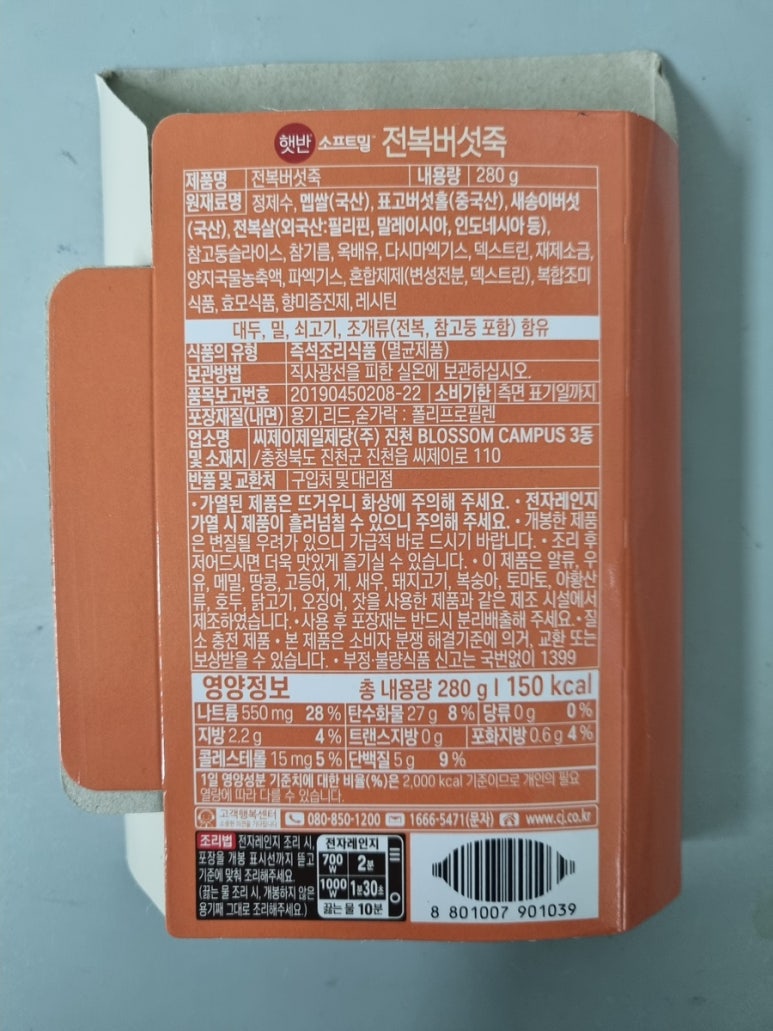 햇반 소프트밀™ 전복버섯죽
제품명 전복버섯죽 내용량 280 g
원재료명 정제수, 멥쌀(국산), 표고버섯홀(중국산), 새송이버섯
(국산), 전복살(외국산:필리핀, 말레이시아, 인도네시아 등),
참고둥슬라이스, 참기름, 옥배유, 다시마엑기스, 덱스트린, 재제소금,
양지국물농축액, 파엑기스, 혼합제제(변성전분, 덱스트린), 복합조미
식품, 효모식품, 향미증진제, 레시틴
대두, 밀, 쇠고기, 조개류(전복, 참고둥 포함) 함유
식품의 유형 즉석조리식품 (멸균제품)
보관방법 직사광선을 피한 실온에 보관하십시오.
품목보고번호 20190450208-22 소비기한 측면 표기일까지
포장재질(내면) 용기,리드,숟가락 : 폴리프로필렌
업소명 씨제이제일제당(주) 진천 BLOSSOM CAMPUS 3동
및 소재지 /충청북도 진천군 진천읍 씨제이로 110
반품 및 교환처 구입처 및 대리점
• 가열된 제품은 뜨거우니 화상에 주의해 주세요. • 전자레인지
가열 시 제품이 흘러넘칠 수 있으니 주의해 주세요. • 개봉한 제품
은 변질될 우려가 있으니 가급적 바로 드시기 바랍니다. • 조리 후
저어드시면 더욱 맛있게 즐기실 수 있습니다. • 이 제품은 알류, 우
유, 메밀, 땅콩, 고등어, 게, 새우, 돼지고기, 복숭아, 토마토, 아황산
류, 호두, 닭고기, 오징어, 잣을 사용한 제품과 같은 제조 시설에서
제조하였습니다. • 사용 후 포장재는 반드시 분리배출해 주세요. • 질
소 충전 제품 • 본 제품은 소비자 분쟁 해결기준에 의거, 교환 또는
보상받을 수 있습니다. • 부정·불량식품 신고는 국번없이 1399
영양정보 총 내용량 280 g | 150 kcal
나트륨 550 mg 28 % 탄수화물 27 g 8 % 당류 0 g 0 %
지방 2.2 g 4 % 트랜스지방 0 g 포화지방 0.6 g 4 %
콜레스테롤 15 mg 5 % 단백질 5 g 9 %
1일 영양성분 기준치에 대한 비율(%)은 2,000 kcal 기준이므로 개인의 필요
열량에 따라 다를 수 있습니다.
고객행복센터 080-850-1200 1666-5471(문자) www.cj.co.kr
조리법 전자레인지 조리 시,
포장을 개봉 표시선까지 뜯고
기준에 맞춰 조리해주세요.
(끓는 물 조리 시, 개봉하지 않은
용기째 그대로 조리해주세요.)
전자레인지
700W 2분
1000W 1분30초
끓는 물 10분
8 801007 901039